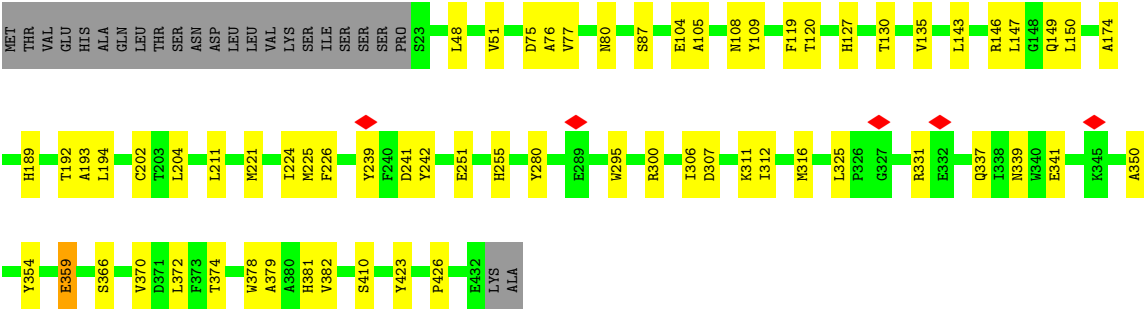 MET THR VAL GLU HIS ALA GLN LEU THR SER ASN ASP LEU LEU VAL LYS SER ILE SER SER SER PRO S23 L48 V51 D75 A76 V77 N80 S87 E104 A105 N108 Y109 F119 T120 H127 T130 V135 L143 R146 L147 G148 Q149 L150 A174
H189 T192 A193 L194 C202 T203 L204 L211 M221 I224 M225 F226 Y239 F240 D241 Y242 E251 H255 Y280 E289 W295 R300 I306 D307 K311 I312 M316 L325 P326 G327 R331 E332 Q337 I338 N339 W340 E341 K345 A350
Y354 E359 S366 V370 D371 L372 F373 T374 W378 A379 A380 H381 V382 S410 Y423 P426 E432 LYS ALA